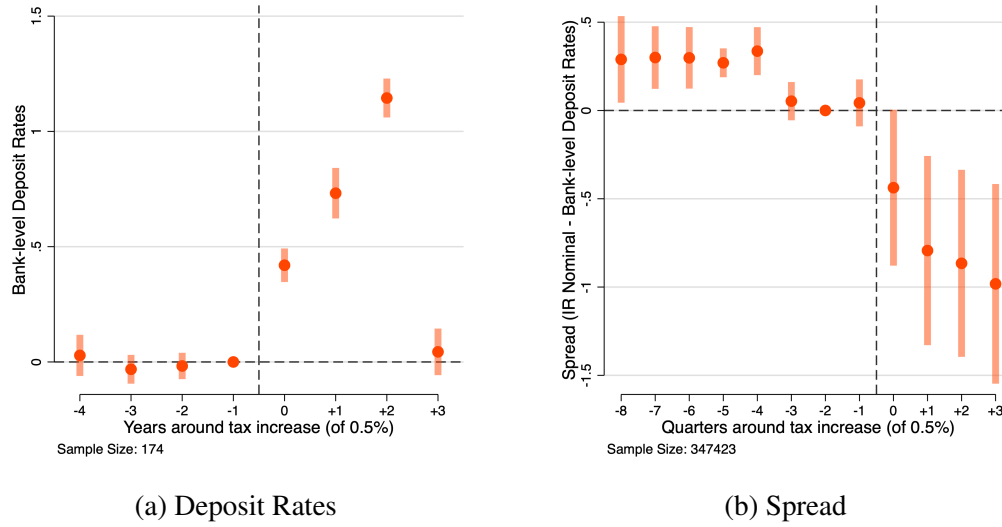 Bank-level Deposit Rates
1.5
1
.5
0
-4 -3 -2 -1 0 +1 +2 +3
Years around tax increase (of 0.5%)
Sample Size: 174
(a) Deposit Rates
Spread (IR Nominal - Bank-level Deposit Rates)
.5
0
-.5
-1
-1.5
-8 -7 -6 -5 -4 -3 -2 -1 0 +1 +2 +3
Quarters around tax increase (of 0.5%)
Sample Size: 347423
(b) Spread